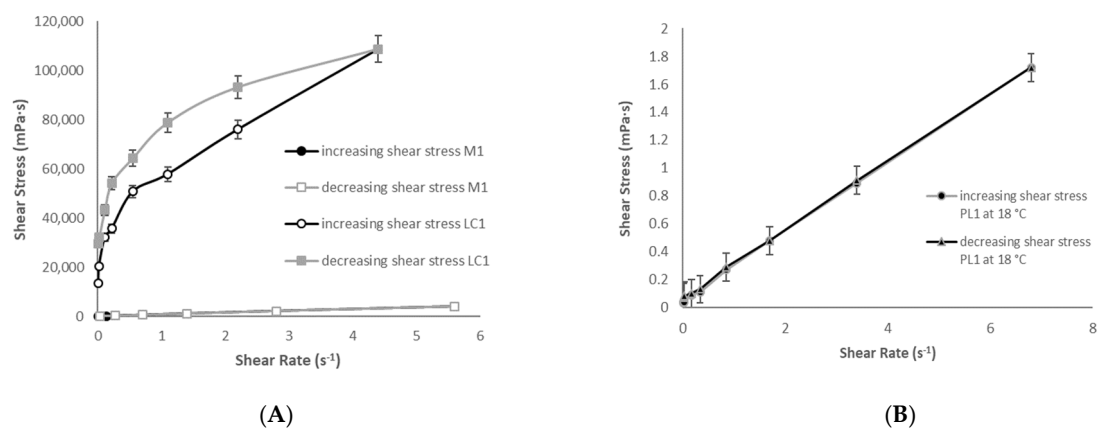 120,000
100,000
80,000
60,000
40,000
20,000
0
Shear Stress (mPa·s)
0 1 2 3 4 5 6
Shear Rate (s⁻¹)
increasing shear stress M1
decreasing shear stress M1
increasing shear stress LC1
decreasing shear stress LC1
(A)
2
1.8
1.6
1.4
1.2
1
0.8
0.6
0.4
0.2
0
Shear Stress (mPa·s)
0 2 4 6 8
Shear Rate (s⁻¹)
increasing shear stress
PL1 at 18 °C
decreasing shear stress
PL1 at 18 °C
(B)